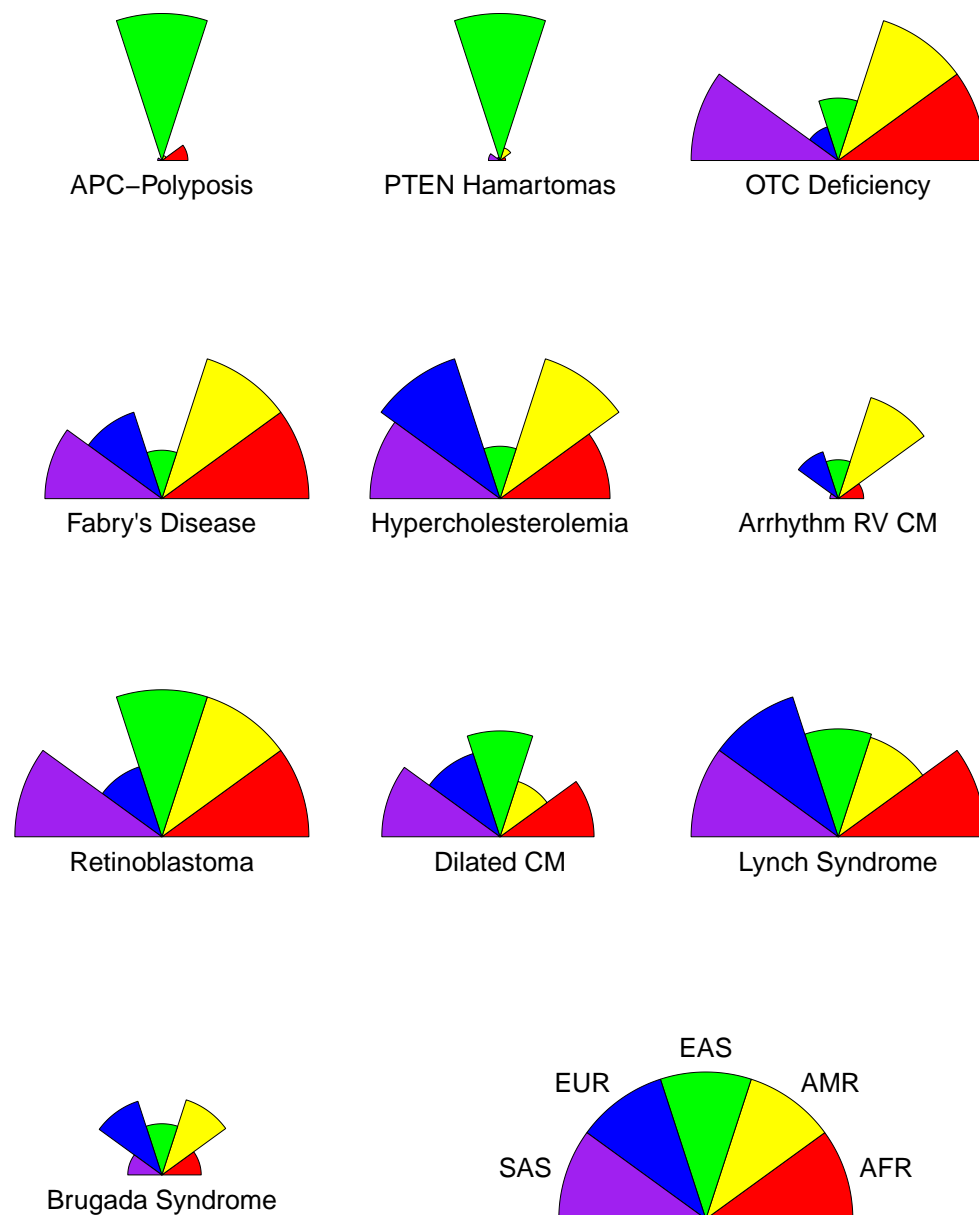 APC−Polyposis
PTEN Hamartomas
OTC Deficiency
Fabry's Disease
Hypercholesterolemia
Arrhythm RV CM
Retinoblastoma
Dilated CM
Lynch Syndrome
Brugada Syndrome
EAS
EUR
AMR
SAS
AFR